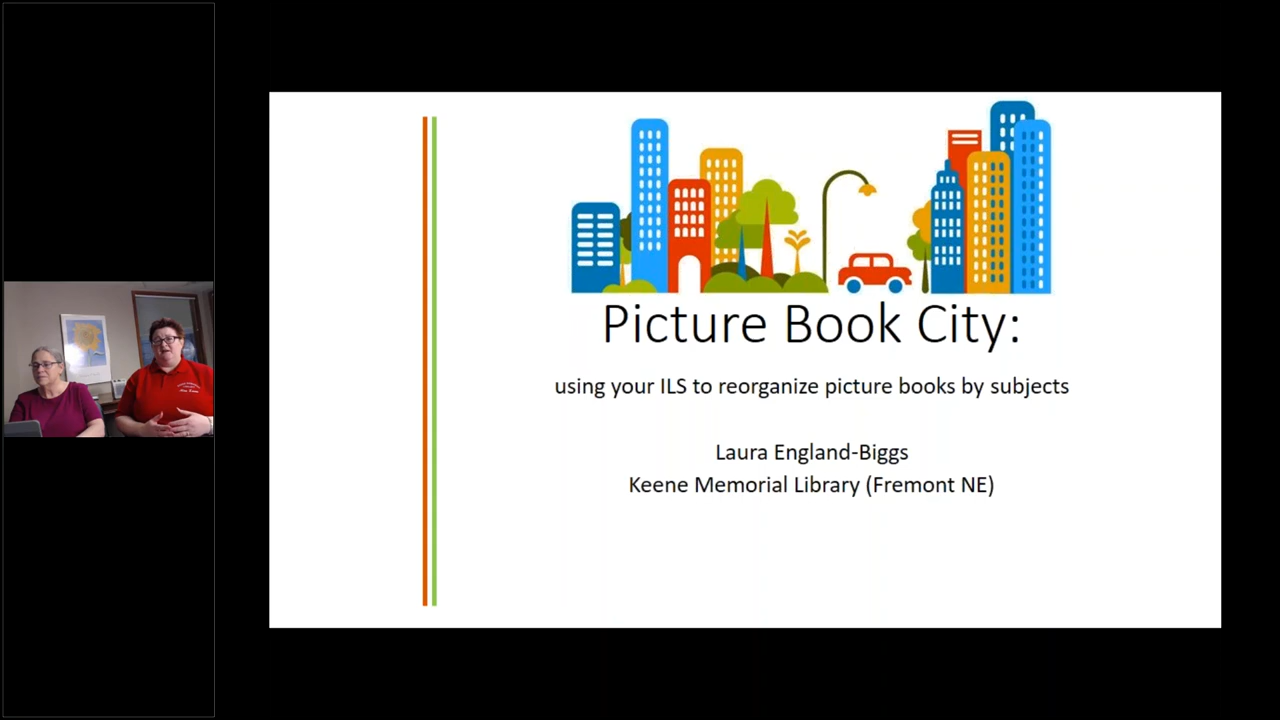 Picture Book City:
using your ILS to reorganize picture books by subjects
Laura England-Biggs
Keene Memorial Library (Fremont NE)